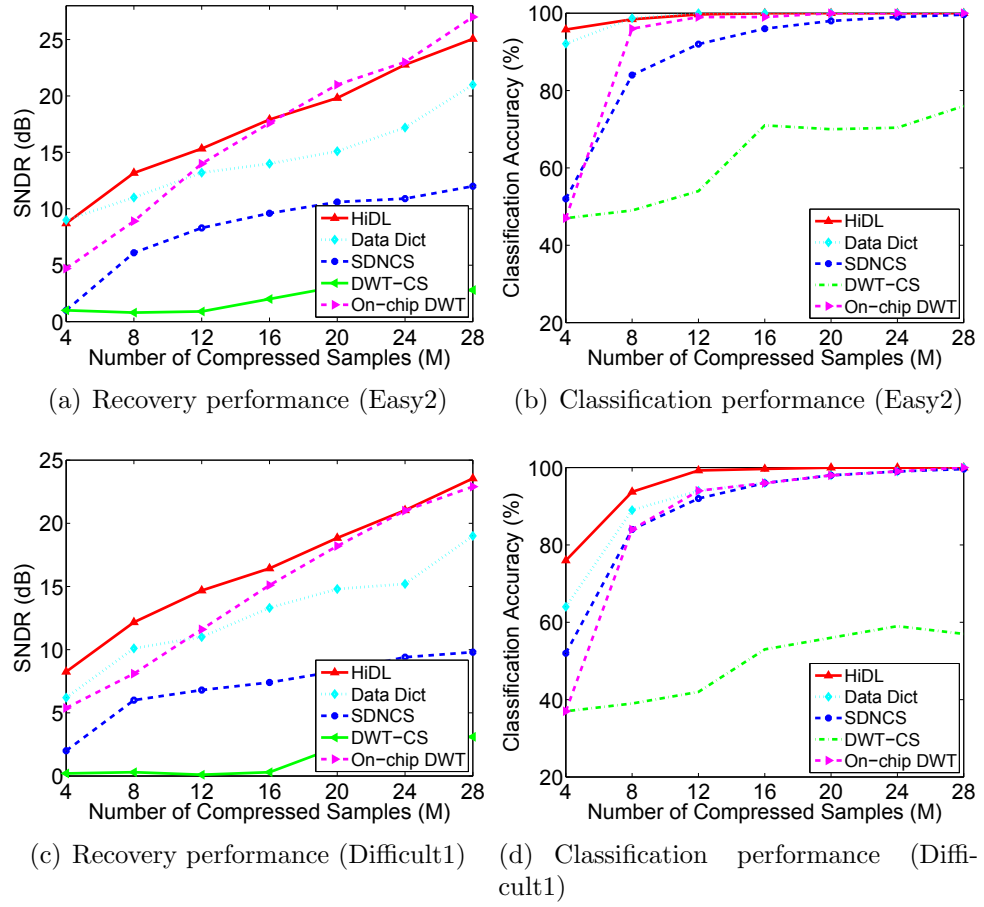 25
20
15
10
5
0
SNDR (dB)
HiDL
Data Dict
SDNCS
DWT−CS
On−chip DWT
4 8 12 16 20 24 28
Number of Compressed Samples (M)
(a) Recovery performance (Easy2)
100
80
60
40
20
Classification Accuracy (%)
HiDL
Data Dict
SDNCS
DWT−CS
On−chip DWT
4 8 12 16 20 24 28
Number of Compressed Samples (M)
(b) Classification performance (Easy2)
25
20
15
10
5
0
SNDR (dB)
HiDL
Data Dict
SDNCS
DWT−CS
On−chip DWT
4 8 12 16 20 24 28
Number of Compressed Samples (M)
(c) Recovery performance (Difficult1)
100
80
60
40
20
Classification Accuracy (%)
HiDL
Data Dict
SDNCS
DWT−CS
On−chip DWT
4 8 12 16 20 24 28
Number of Compressed Samples (M)
(d) Classification performance (Diffi-
cult1)